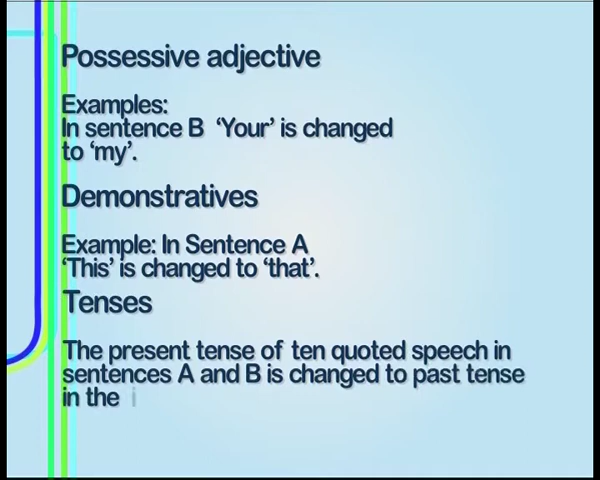 Possessive adjective
Examples:
In sentence B ‘Your’ is changed
to ‘my’.
Demonstratives
Example: In Sentence A
‘This’ is changed to ‘that’.
Tenses
The present tense of ten quoted speech in
sentences A and B is changed to past tense
in the i